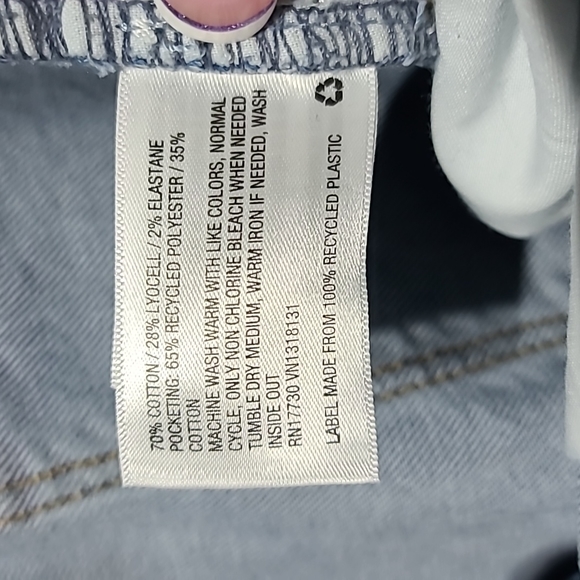 70% COTTON / 28% LYOCELL / 2% ELASTANE
POCKETING: 65% RECYCLED POLYESTER / 35%
COTTON
MACHINE WASH WARM WITH LIKE COLORS, NORMAL
CYCLE, ONLY NON CHLORINE BLEACH WHEN NEEDED
TUMBLE DRY MEDIUM, WARM IRON IF NEEDED, WASH
INSIDE OUT
RN17730 VN1318131
LABEL MADE FROM 100% RECYCLED PLASTIC